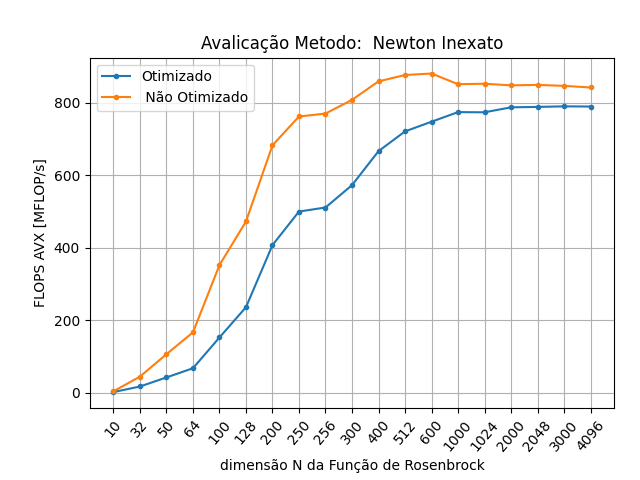 Avalicação Metodo:  Newton Inexato
Otimizado
Não Otimizado
FLOPS AVX [MFLOP/s]
800
600
400
200
0
10 32 50 64 100 128 200 250 256 300 400 512 600 1000 1024 2000 2048 3000 4096
dimensão N da Função de Rosenbrock